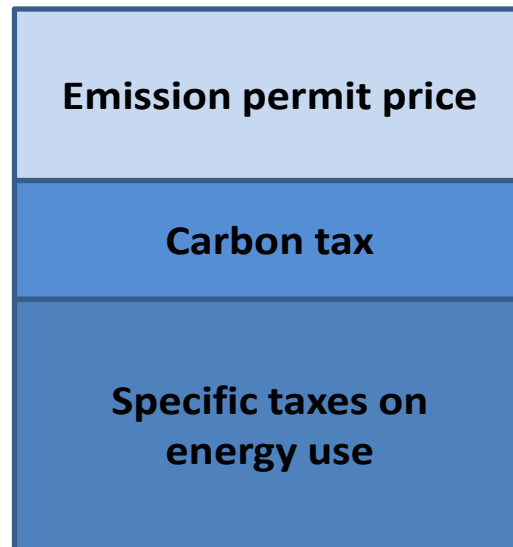 Emission permit price
Carbon tax
Specific taxes on
energy use